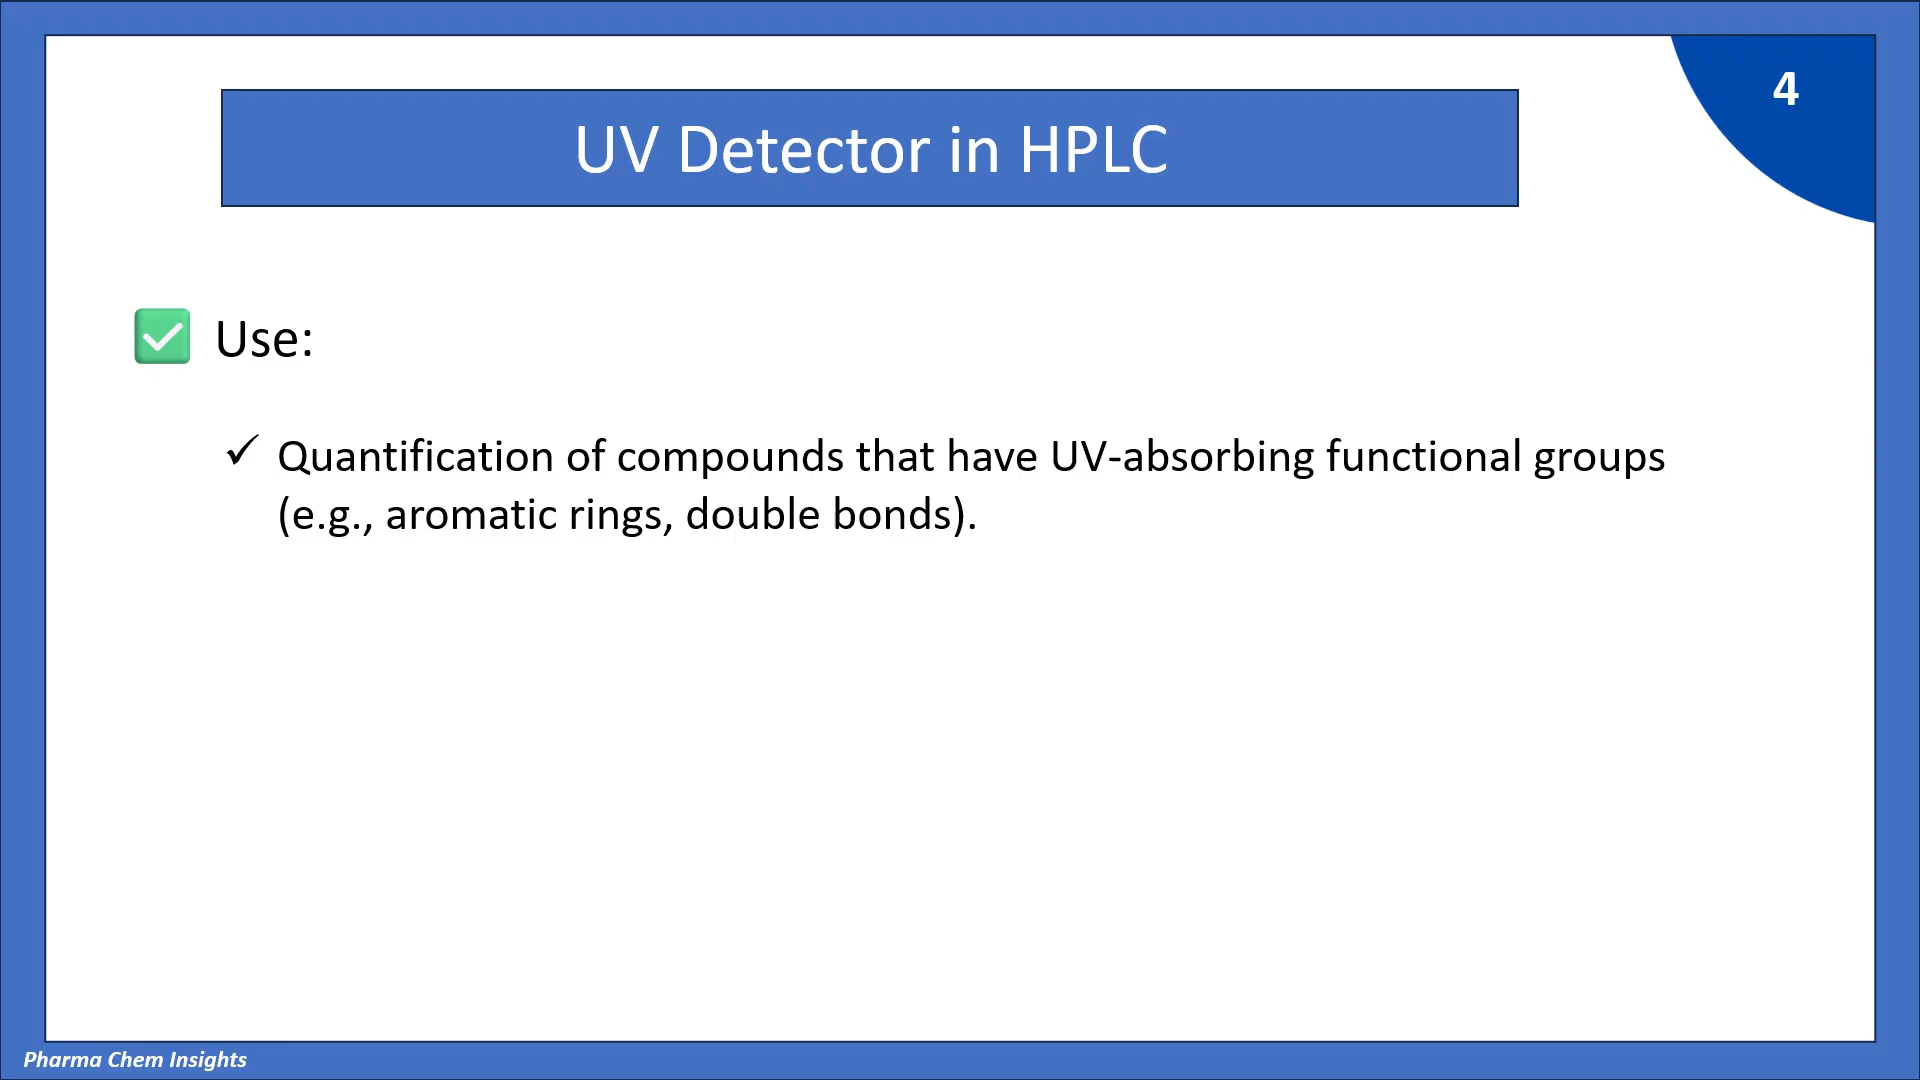 4
UV Detector in HPLC
✅ Use:
✓ Quantification of compounds that have UV-absorbing functional groups
(e.g., aromatic rings, double bonds).
Pharma Chem Insights